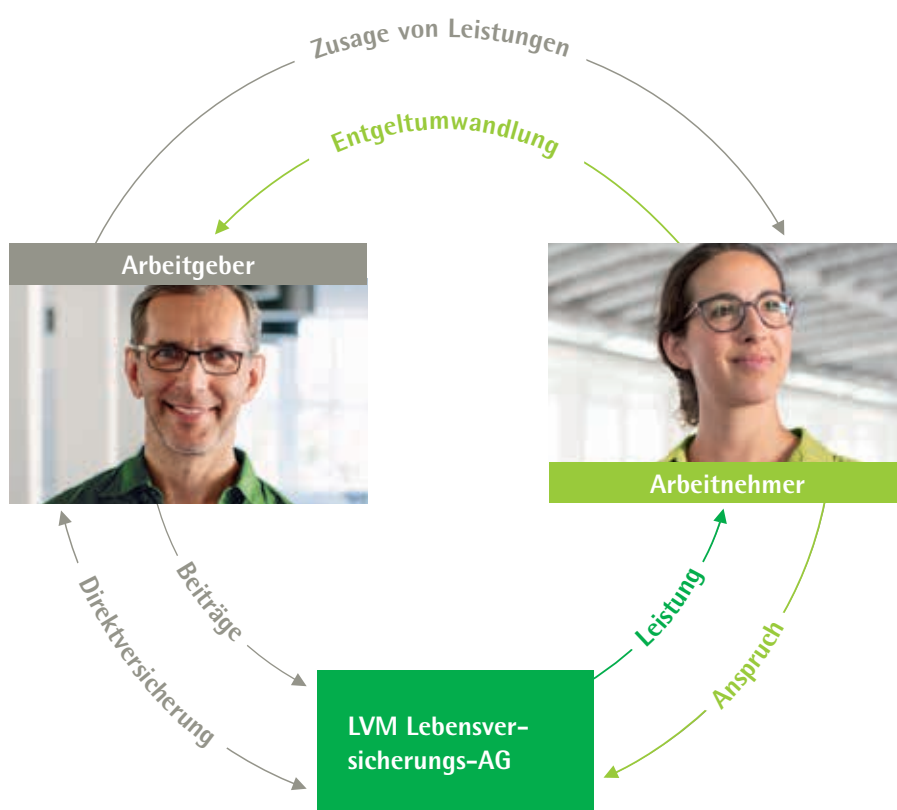 Zusage von Leistungen
Entgeltumwandlung
Arbeitgeber
Arbeitnehmer
Direktversicherung
Beiträge
Leistung
Anspruch
LVM Lebensver-
sicherungs-AG